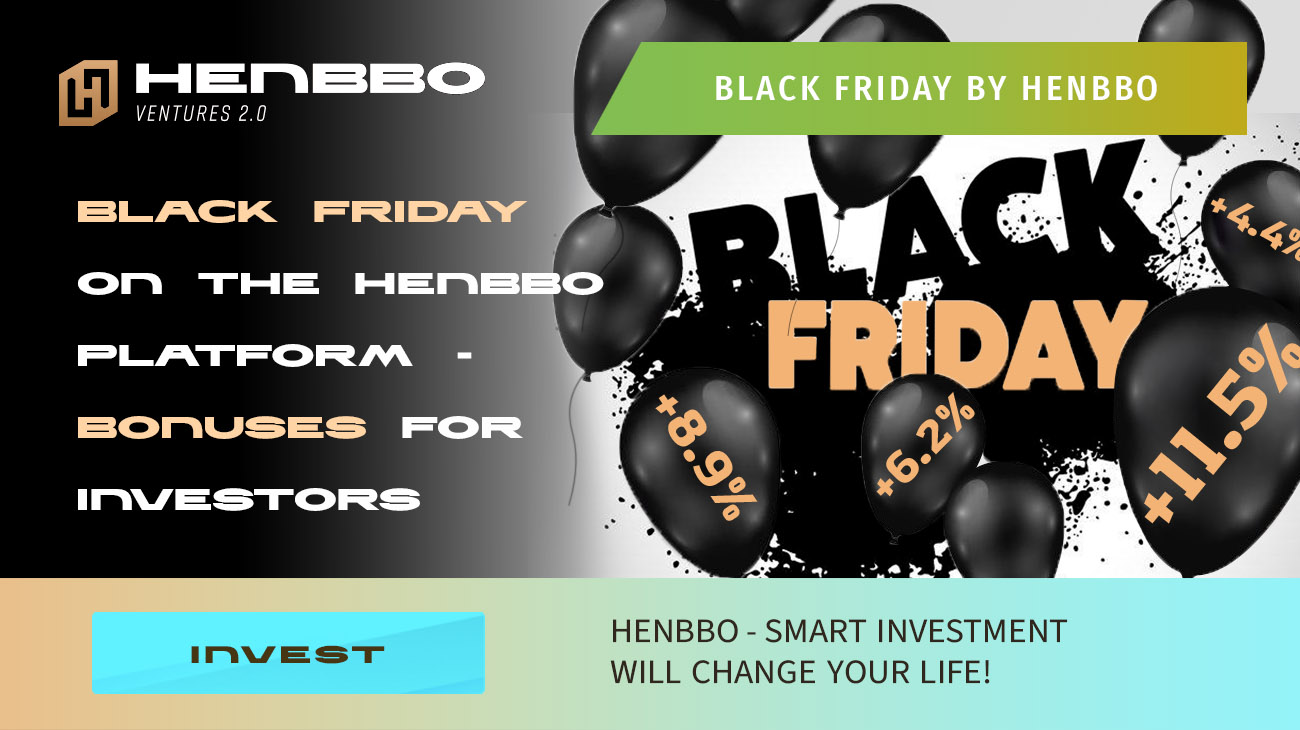 HENBBO
VENTURES 2.0
BLACK FRIDAY BY HENBBO
BLACK FRIDAY
ON THE HENBBO
PLATFORM -
BONUSES FOR
INVESTORS
BLACK
FRIDAY
+4.4%
+8.9%
+6.2%
+11.5%
INVEST
HENBBO - SMART INVESTMENT
WILL CHANGE YOUR LIFE!